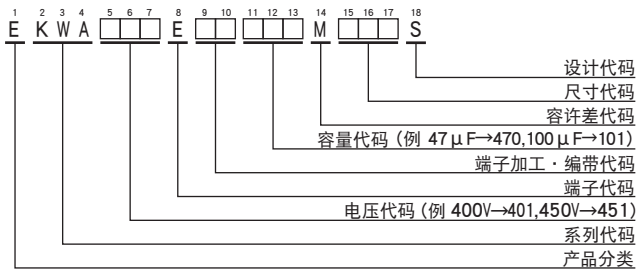 1 2 3 4 5 6 7 8 9 10 11 12 13 14 15 16 17 18
E K W A □□□ E □□ □□□ M □□□ S
设计代码
尺寸代码
容许差代码
容量代码 (例 47μF→470,100μF→101)
端子加工・编带代码
端子代码
电压代码 (例 400V→401,450V→451)
系列代码
产品分类